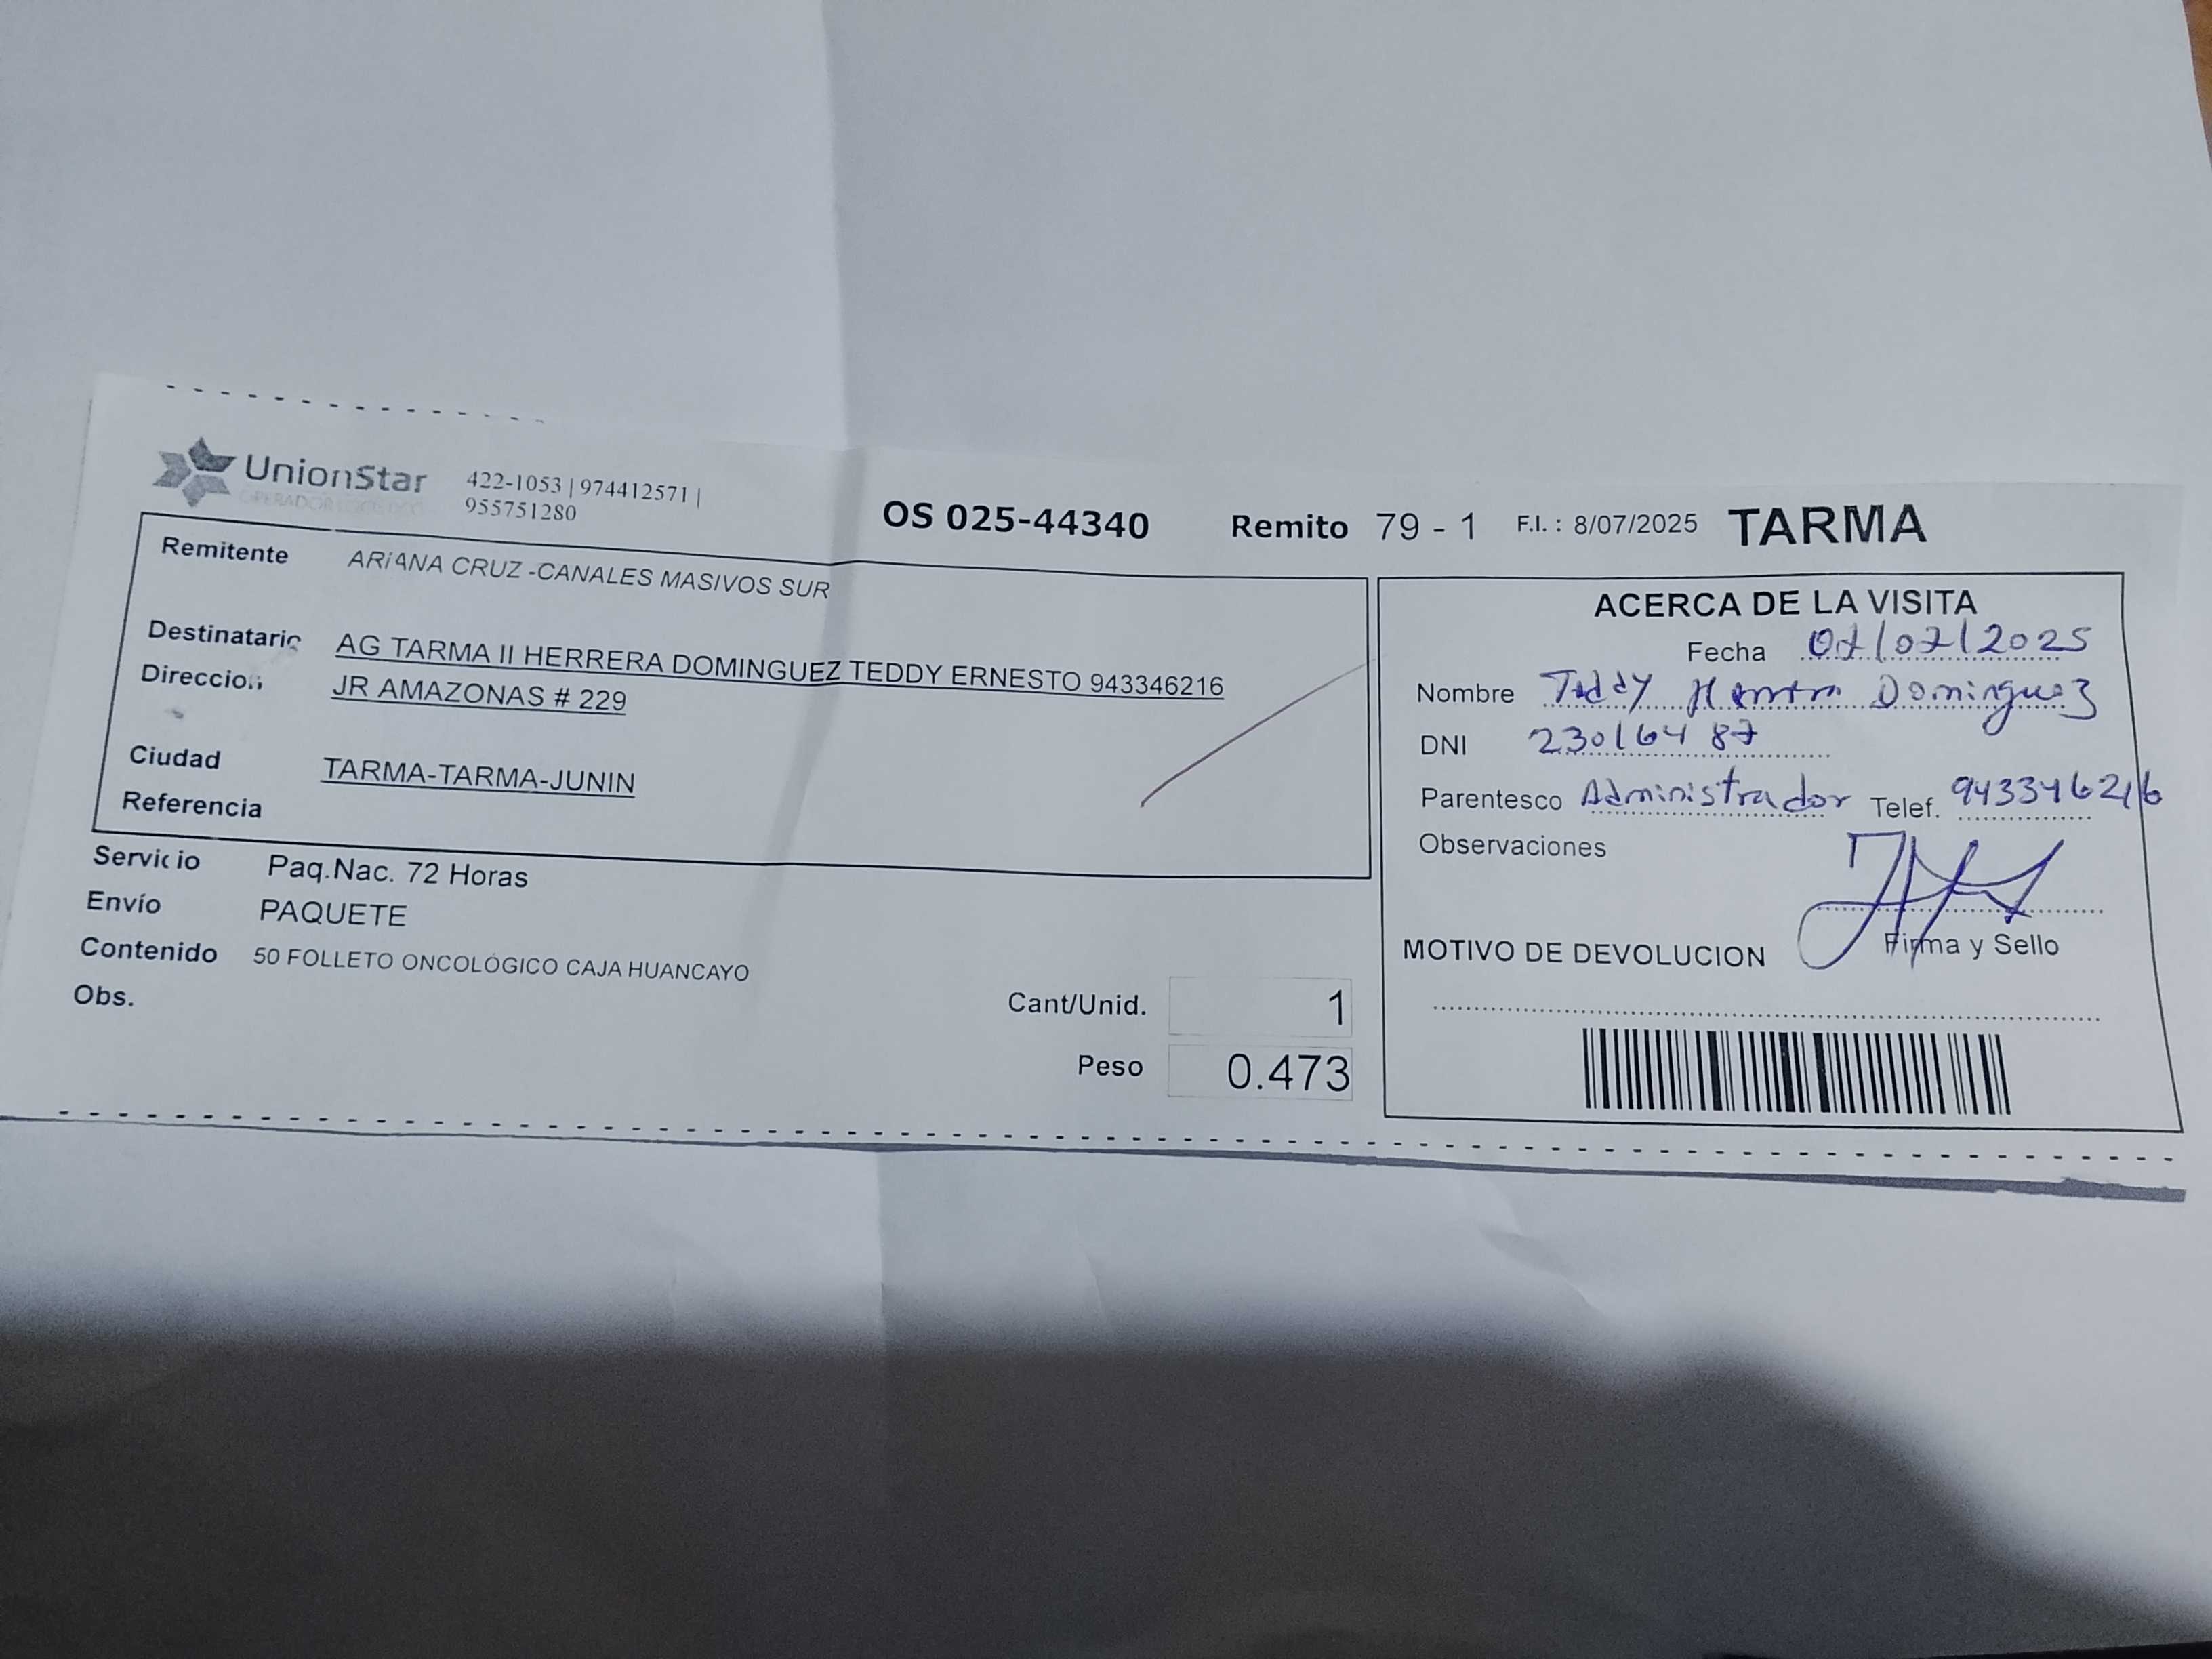 UnionStar
OPERADOR LOGÍSTICO
422-1053 | 974412571 |
955751280
OS 025-44340 Remito 79 - 1 F.I. : 8/07/2025 TARMA
Remitente ARIANA CRUZ -CANALES MASIVOS SUR
Destinatario AG TARMA II HERRERA DOMINGUEZ TEDDY ERNESTO 943346216
Direccion JR AMAZONAS # 229
Ciudad TARMA-TARMA-JUNIN
Referencia
Servicio Paq.Nac. 72 Horas
Envío PAQUETE
Contenido 50 FOLLETO ONCOLÓGICO CAJA HUANCAYO
Obs.
Cant/Unid. 1
Peso 0.473
ACERCA DE LA VISITA
Fecha 07/07/2025
Nombre Teddy Herrera Dominguez
DNI 23016487
Parentesco Administrador Telef. 943346216
Observaciones
Firma y Sello
MOTIVO DE DEVOLUCION